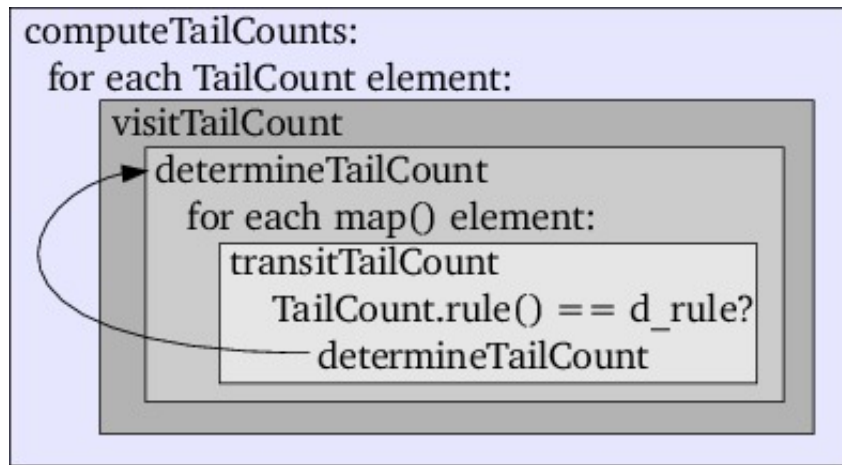 computeTailCounts:
for each TailCount element:
visitTailCount
determineTailCount
for each map() element:
transitTailCount
TailCount.rule() == d_rule?
determineTailCount